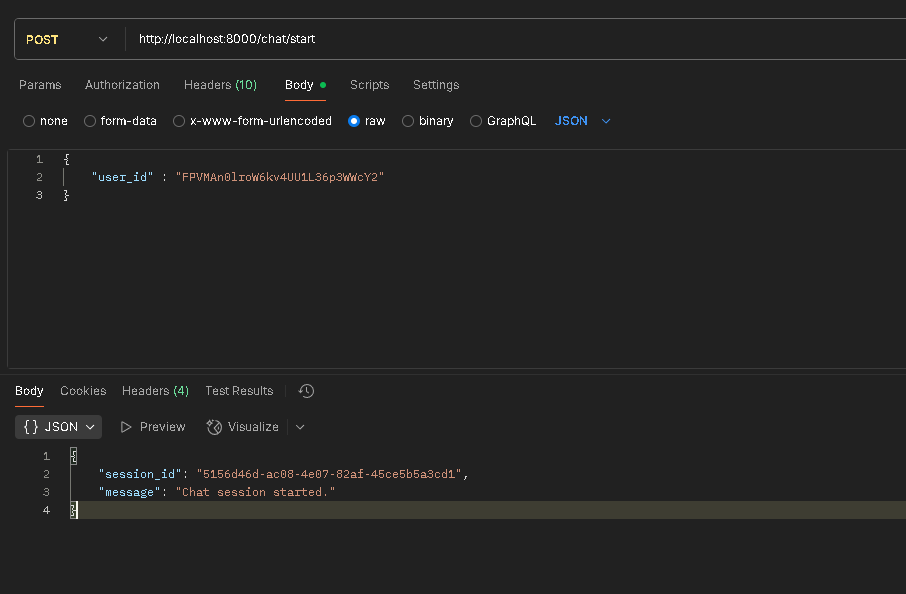 POST http://localhost:8000/chat/start
Params Authorization Headers (10) Body Scripts Settings
none form-data x-www-form-urlencoded raw binary GraphQL JSON
1 {
2 "user_id" : "FPVMAn0lroW6kv4UU1L36p3WWcY2"
3 }
Body Cookies Headers (4) Test Results
{} JSON Preview Visualize
1 {
2 "session_id": "5156d46d-ac08-4e07-82af-45ce5b5a3cd1",
3 "message": "Chat session started."
4 }